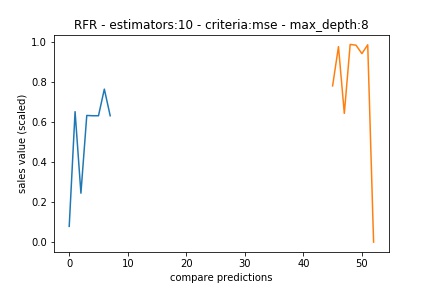 RFR - estimators:10 - criteria:mse - max_depth:8
1.0
0.8
0.6
0.4
0.2
0.0
sales value (scaled)
0 10 20 30 40 50
compare predictions